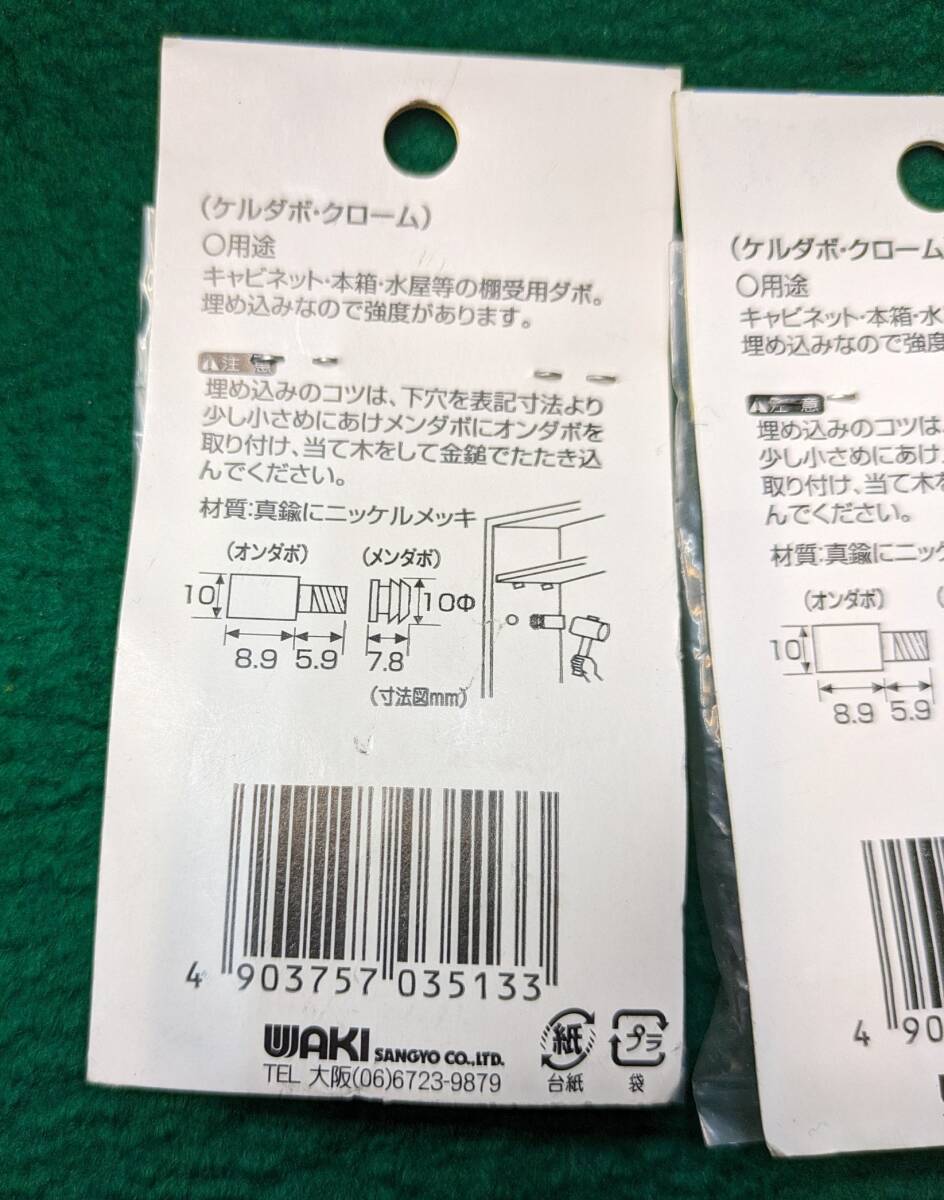 (ケルダボ・クローム)
〇用途
キャビネット・本箱・水屋等の棚受用ダボ。
埋め込みなので強度があります。
⚠注意
埋め込みのコツは、下穴を表記寸法より
少し小さめにあけメンダボにオンダボを
取り付け、当て木をして金鎚でたたき込
んでください。
材質:真鍮にニッケルメッキ
(オンダボ) (メンダボ)
10 10Φ
8.9 5.9 7.8
(寸法図mm)
4 903757 035133
WAKI SANGYO CO.,LTD.
TEL 大阪(06)6723-9879
紙 プラ
台紙 袋
(ケルダボ・クローム
〇用途
キャビネット・本箱・水
埋め込みなので強度
⚠注意
埋め込みのコツは、
少し小さめにあけ
取り付け、当て木を
んでください。
材質:真鍮にニッ
(オンダボ)
10
8.9 5.9
4 90